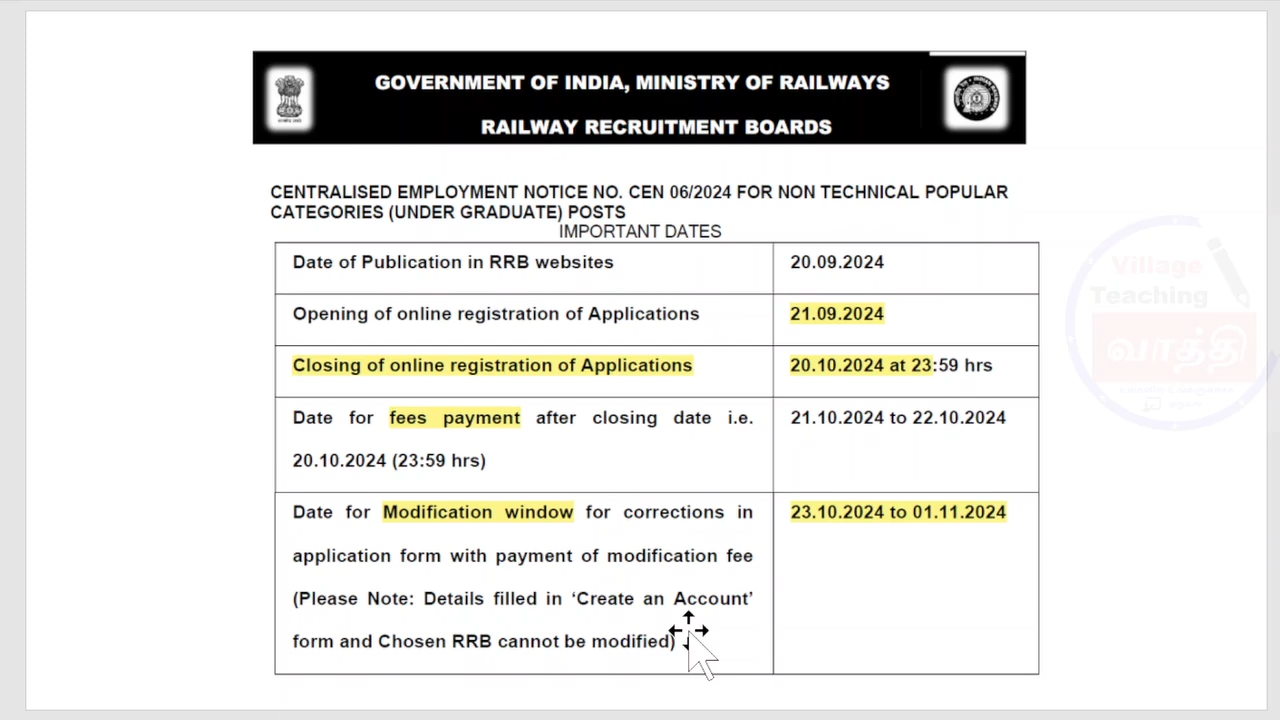 GOVERNMENT OF INDIA, MINISTRY OF RAILWAYS
RAILWAY RECRUITMENT BOARDS
CENTRALISED EMPLOYMENT NOTICE NO. CEN 06/2024 FOR NON TECHNICAL POPULAR
CATEGORIES (UNDER GRADUATE) POSTS
IMPORTANT DATES
Date of Publication in RRB websites 20.09.2024
Opening of online registration of Applications 21.09.2024
Closing of online registration of Applications 20.10.2024 at 23:59 hrs
Date for fees payment after closing date i.e. 21.10.2024 to 22.10.2024
20.10.2024 (23:59 hrs)
Date for Modification window for corrections in 23.10.2024 to 01.11.2024
application form with payment of modification fee
(Please Note: Details filled in ‘Create an Account’
form and Chosen RRB cannot be modified)
Village
Teaching
வாத்தி